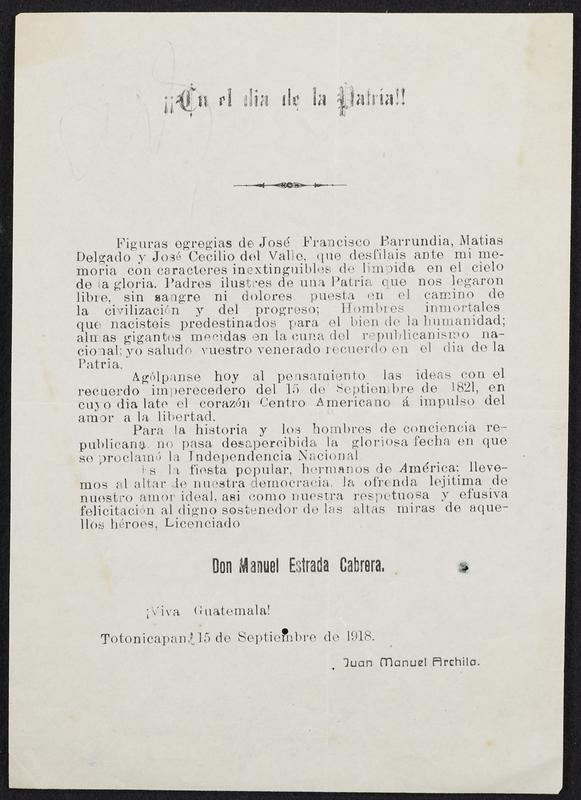 ¡¡En el dia de la Patria!!
Figuras egregias de José Francisco Barrundia, Matias
Delgado y José Cecilio del Valle, que desfilais ante mi me-
moria con caracteres inextinguibles de limpida en el cielo
de la gloria. Padres ilustres de una Patria que nos legaron
libre, sin sangre ni dolores puesta en el camino de
la civilización y del progreso; Hombres inmortales
que nacisteis predestinados para el bien de la humanidad;
almas gigantes mecidas en la cuna del republicanismo na-
cional: yo saludo vuestro venerado recuerdo en el dia de la
Patria.
Agólpanse hoy al pensamiento las ideas con el
recuerdo imperecedero del 15 de Septiembre de 1821, en
cuyo dia late el corazón Centro Americano á impulso del
amor a la libertad.
Para la historia y los hombres de conciencia re-
publicana no pasa desapercibida la gloriosa fecha en que
se proclamó la Independencia Nacional
Es la fiesta popular, hermanos de América: lleve-
mos al altar de nuestra democracia, la ofrenda lejitima de
nuestro amor ideal, asi como nuestra respetuosa y efusiva
felicitación al digno sostenedor de las altas miras de aque-
llos héroes, Licenciado
Don Manuel Estrada Cabrera.
¡Viva Guatemala!
Totonicapan, 15 de Septiembre de 1918.
Juan Manuel Archila.